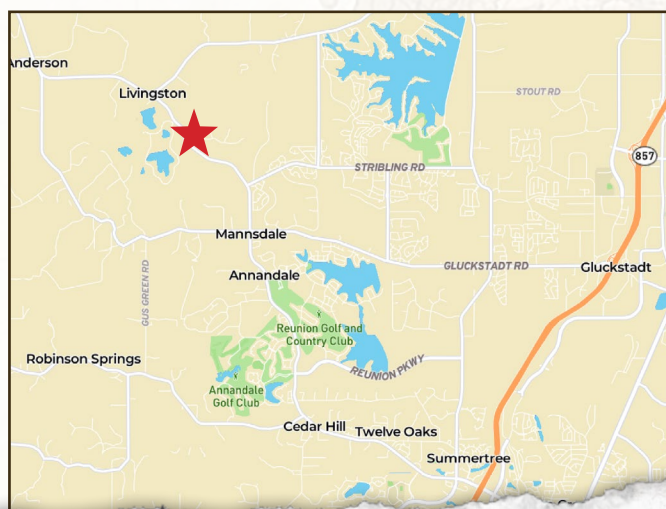 Anderson
Livingston
STOUT RD
857
STRIBLING RD
Mannsdale
GLUCKSTADT RD
Gluckstadt
Annandale
GUS GREEN RD
Reunion Golf and
Country Club
Robinson Springs
REUNION PKWY
Annandale
Golf Club
Cedar Hill
Twelve Oaks
Summertree